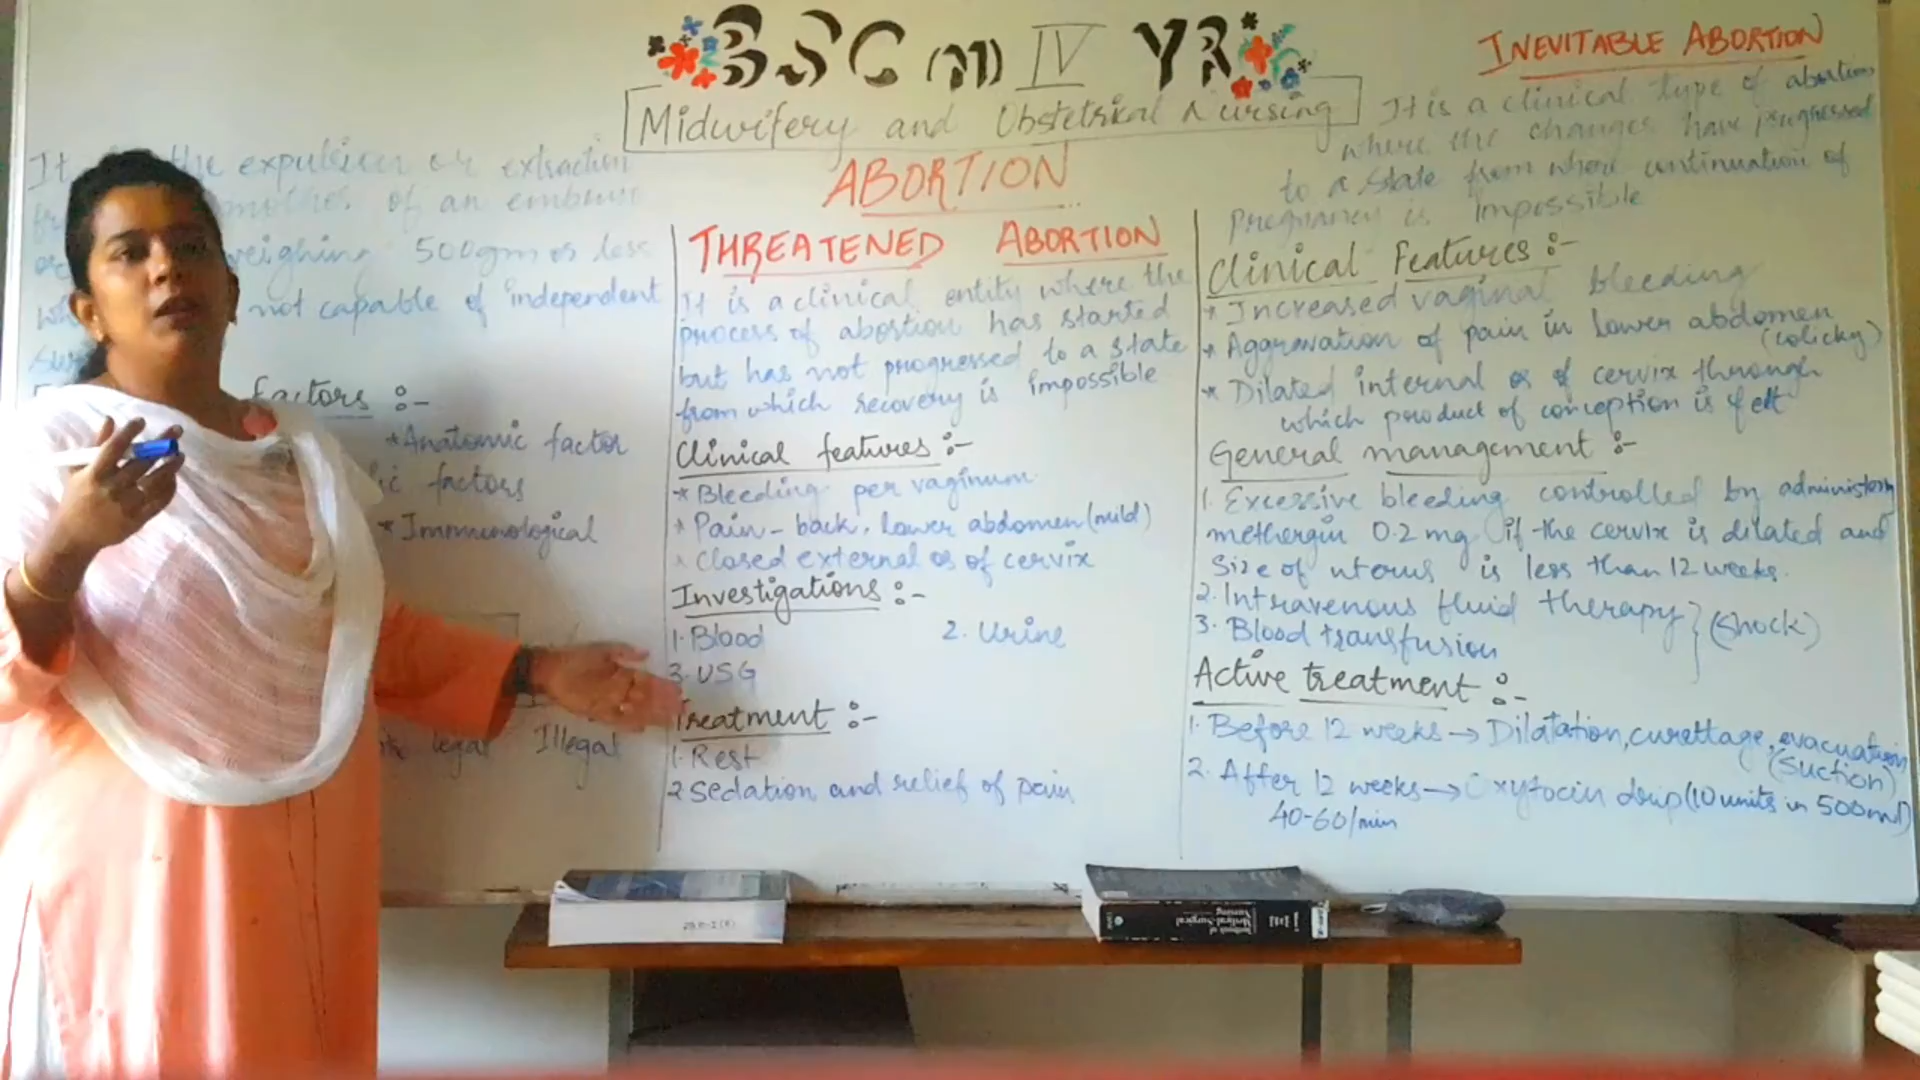 BSC (N) IV YR
Midwifery and Obstetrical Nursing
ABORTION
It the expulsion or extraction
mother of an embryo
weighing 500gm or less
not capable of independent
Factors :-
*Anatomic factor
factors
* Immunological
legal Illegal
THREATENED ABORTION
It is a clinical entity where the
process of abortion has started
but has not progressed to a state
from which recovery is impossible
Clinical features :-
* Bleeding per vaginum
* Pain - back, lower abdomen (mild)
* Closed external os of cervix
Investigations :-
1. Blood 2. Urine
3. USG
Treatment :-
1. Rest
2 Sedation and relief of pain
INEVITABLE ABORTION
It is a clinical type of abortion
where the changes have progressed
to a state from where continuation of
pregnancy is impossible
Clinical Features :-
* Increased vaginal bleeding
* Aggravation of pain in lower abdomen
(colicky)
* Dilated internal os of cervix through
which product of conception is felt
General management :-
1. Excessive bleeding controlled by
methergin 0.2 mg if the cervix is dilated and
size of uterus is less than 12 weeks.
2. Intravenous fluid therapy
3. Blood transfusion } (shock)
Active treatment :-
1. Before 12 weeks → Dilatation, curettage, evacuation
(suction)
2. After 12 weeks → Oxytocin drip (10 units in 500ml)
40-60/min
Textbook of
Medical-Surgical
Nursing